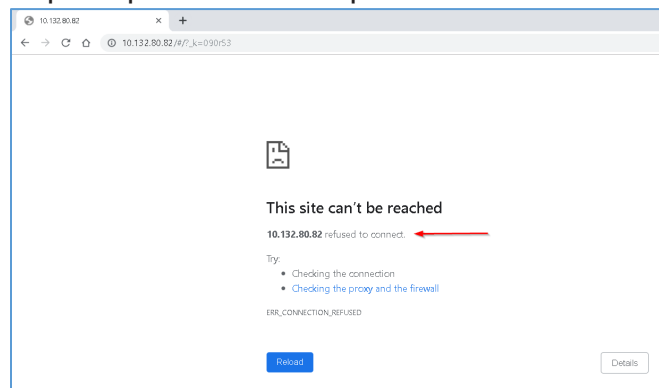 10.132.80.82
10.132.80.82/#/?_k=090r53
This site can't be reached
10.132.80.82 refused to connect.
Try:
Checking the connection
Checking the proxy and the firewall
ERR_CONNECTION_REFUSED
Reload
Details